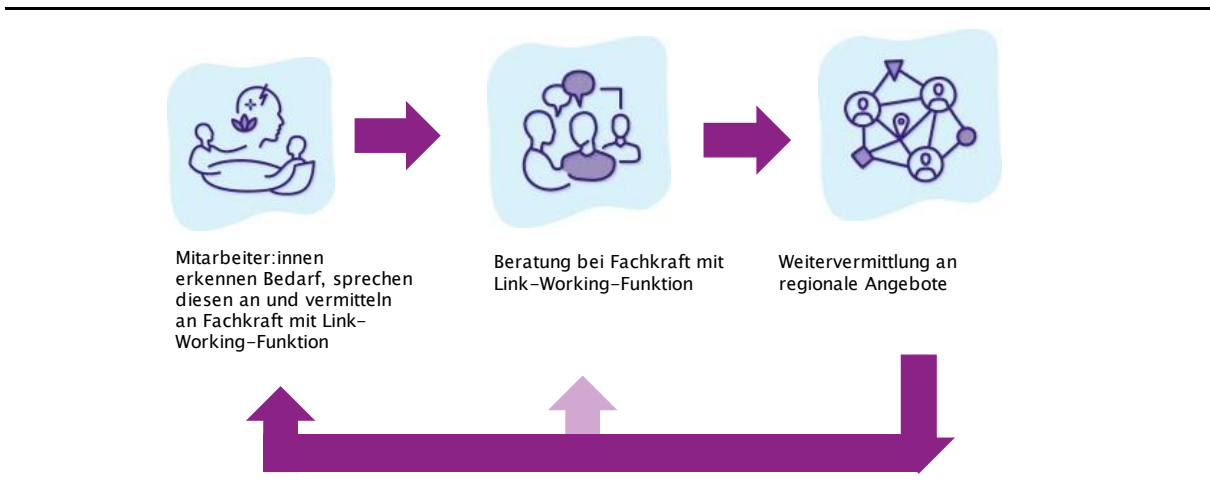 Mitarbeiter:innen
erkennen Bedarf, sprechen
diesen an und vermitteln
an Fachkraft mit Link-
Working-Funktion
Beratung bei Fachkraft mit
Link-Working-Funktion
Weitervermittlung an
regionale Angebote